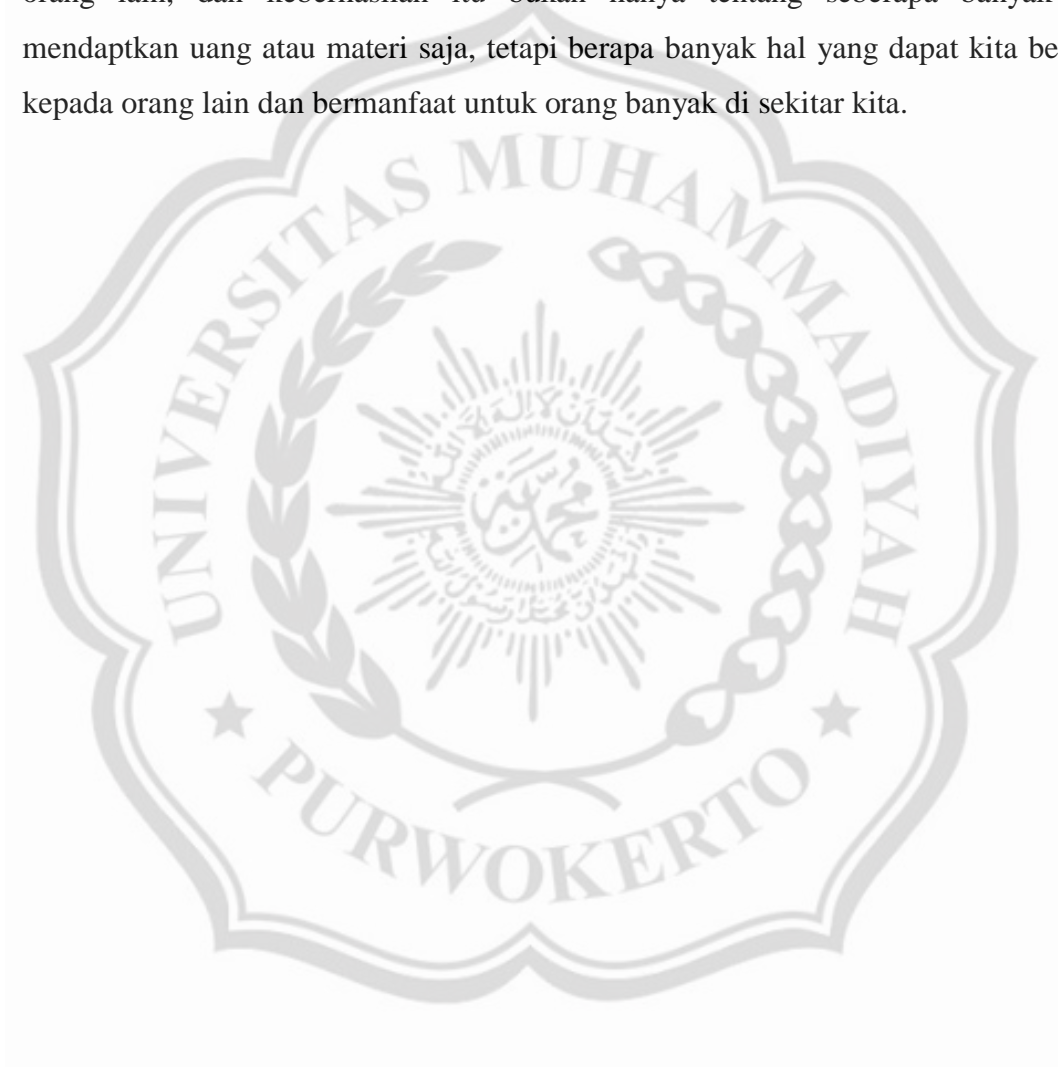 orang lain, dan keberhasilan itu bukan hanya tentang seberapa banyak
mendaptkan uang atau materi saja, tetapi berapa banyak hal yang dapat kita be
kepada orang lain dan bermanfaat untuk orang banyak di sekitar kita.
UNIVERSITAS MUHAMMADIYAH
PURWOKERTO